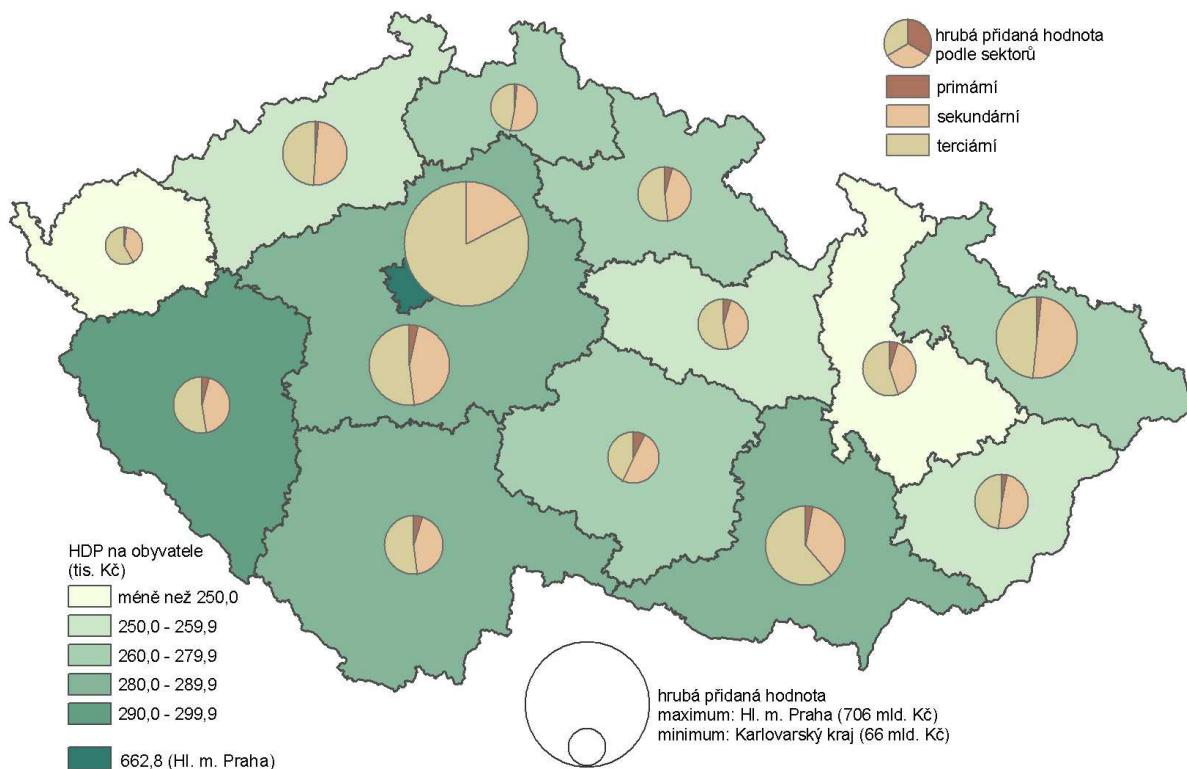 hrubá přidaná hodnota
podle sektorů
primární
sekundární
terciární
HDP na obyvatele
(tis. Kč)
méně než 250,0
250,0 - 259,9
260,0 - 279,9
280,0 - 289,9
290,0 - 299,9
662,8 (Hl. m. Praha)
hrubá přidaná hodnota
maximum: Hl. m. Praha (706 mld. Kč)
minimum: Karlovarský kraj (66 mld. Kč)